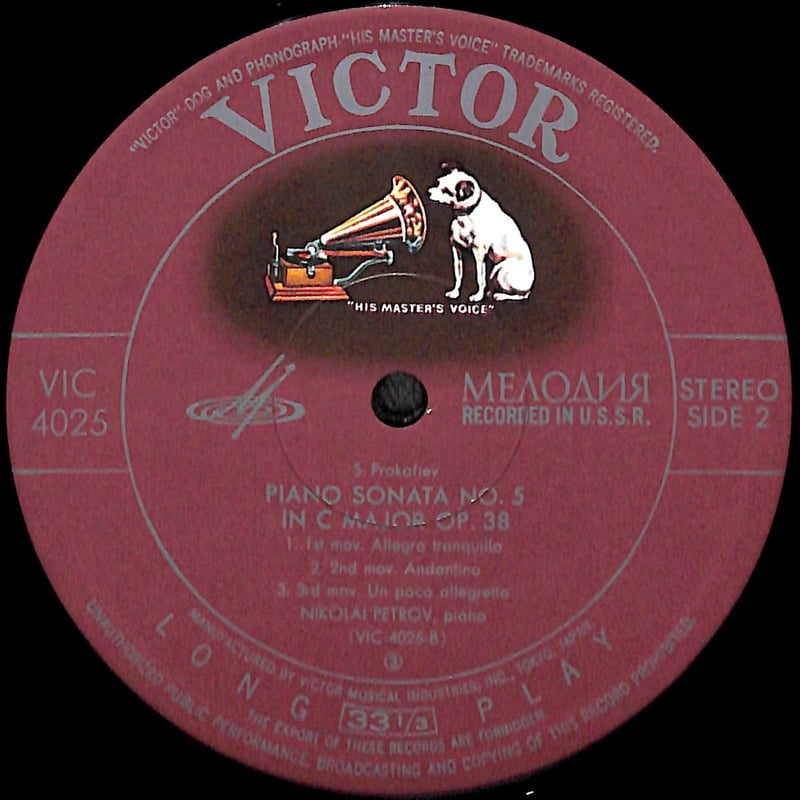 "VICTOR"-DOG AND PHONOGRAPH-"HIS MASTER'S VOICE" TRADEMARKS REGISTERED.
VICTOR
"HIS MASTER'S VOICE"
VIC
4025
МЕЛОДИЯ
RECORDED IN U.S.S.R.
STEREO
SIDE 2
S. Prokofiev
PIANO SONATA NO. 5
IN C MAJOR OP. 38
1. 1st mov. Allegro tranquillo
2. 2nd mov. Andantino
3. 3rd mov. Un poco allegretto
NIKOLAI PETROV, piano
(VIC-4025-B)
③
MANUFACTURED BY VICTOR MUSICAL INDUSTRIES, INC., TOKYO, JAPAN.
LONG 33 1/3 PLAY
THE EXPORT OF THESE RECORDS ARE FORBIDDEN.
UNAUTHORIZED PUBLIC PERFORMANCE, BROADCASTING AND COPYING OF THIS RECORD PROHIBITED.